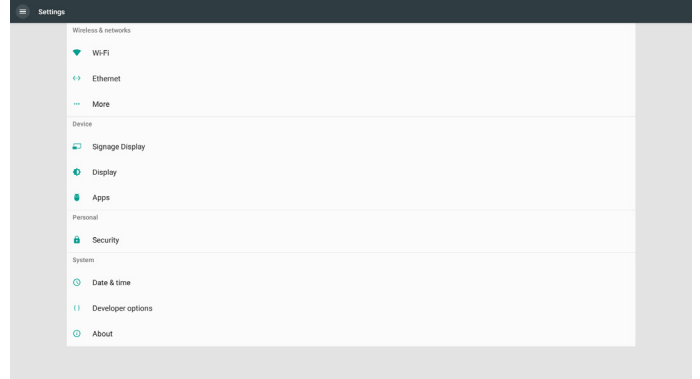 Settings
Wireless & networks
Wi-Fi
Ethernet
More
Device
Signage Display
Display
Apps
Personal
Security
System
Date & time
Developer options
About